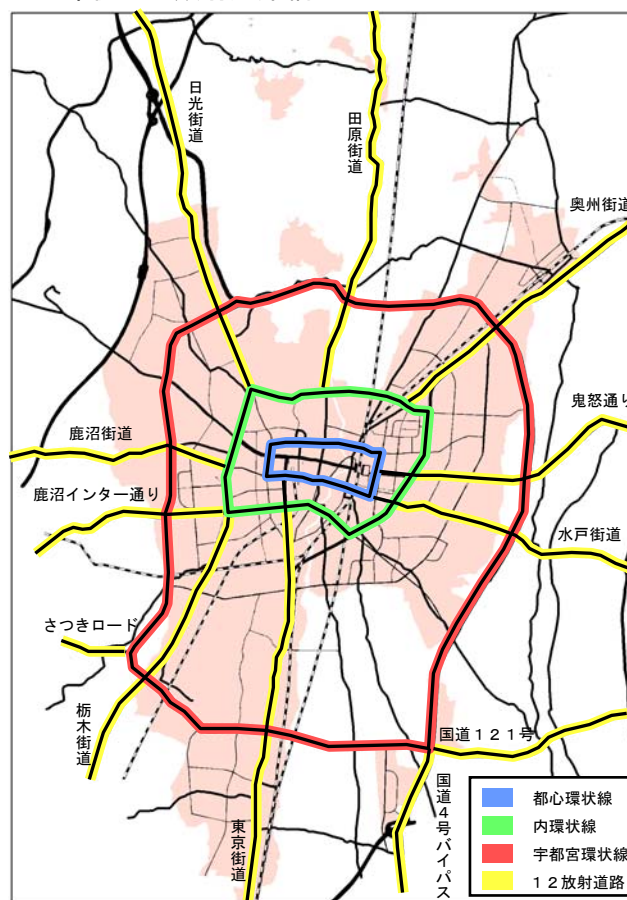 日光街道
田原街道
奥州街道
鬼怒通り
鹿沼街道
鹿沼インター通り
水戸街道
さつきロード
栃木街道
国道121号
東京街道
国道4号バイパス
都心環状線
内環状線
宇都宮環状線
12放射道路